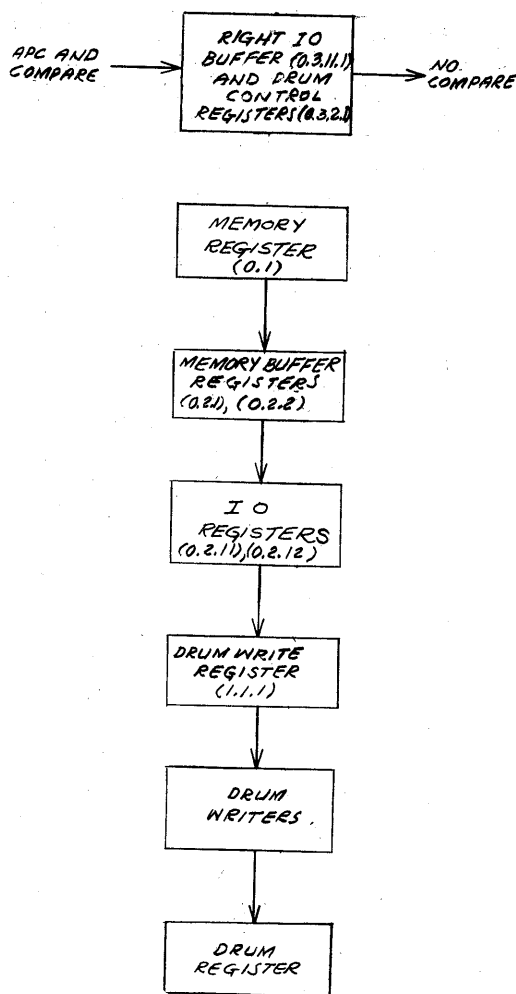 APC AND
COMPARE
RIGHT IO
BUFFER (0.3.11.1)
AND DRUM
CONTROL
REGISTERS (0.3.2.1)
NO
COMPARE
MEMORY
REGISTER
(0.1)
MEMORY BUFFER
REGISTERS
(0.2.1), (0.2.2)
IO
REGISTERS
(0.2.11), (0.2.12)
DRUM WRITE
REGISTER
(1.1.1)
DRUM
WRITERS.
DRUM
REGISTER